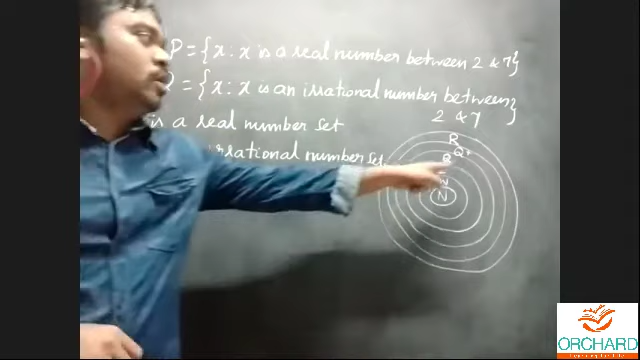 P = {x : x is a real number between 2 & 7}
= {x : x is an irrational number between}
2 & 7
is a real number set
irrational number set
R
Q
N
ORCHARD